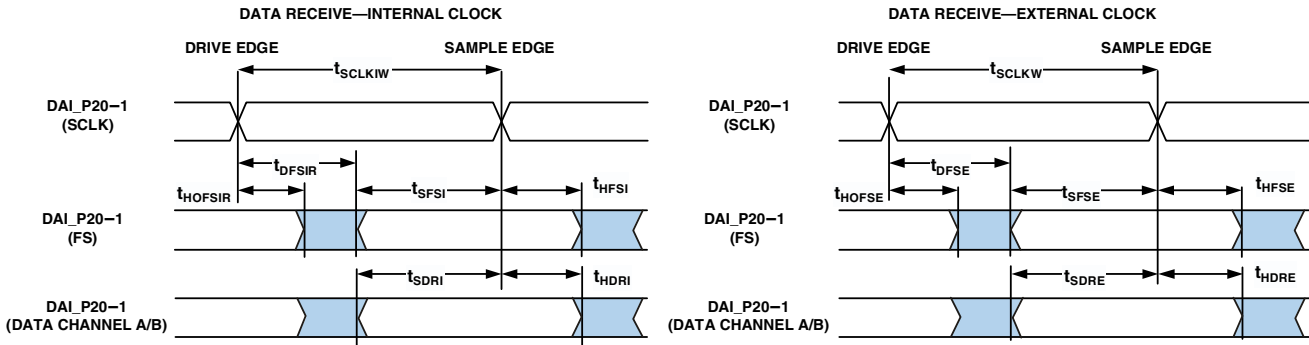 DATA RECEIVE—INTERNAL CLOCK
DRIVE EDGE
SAMPLE EDGE
tSCLKIW
DAI_P20–1
(SCLK)
tDFSIR
tHOFSIR
tSFSI
tHFSI
DAI_P20–1
(FS)
tSDRI
tHDRI
DAI_P20–1
(DATA CHANNEL A/B)
DATA RECEIVE—EXTERNAL CLOCK
DRIVE EDGE
SAMPLE EDGE
tSCLKW
DAI_P20–1
(SCLK)
tDFSE
tHOFSE
tSFSE
tHFSE
DAI_P20–1
(FS)
tSDRE
tHDRE
DAI_P20–1
(DATA CHANNEL A/B)